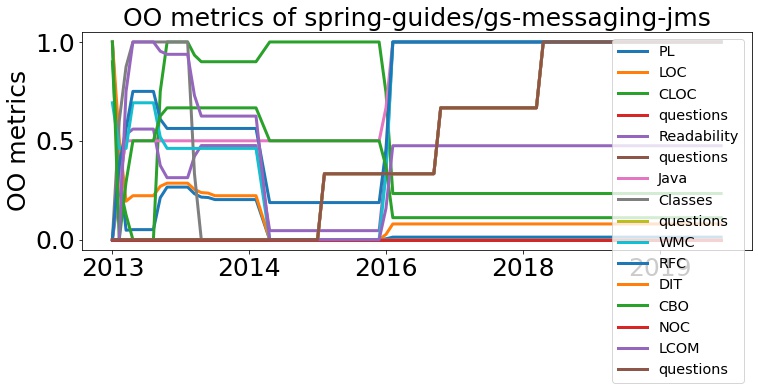 OO metrics of spring-guides/gs-messaging-jms
OO metrics
1.0
0.5
0.0
2013
2014
2016
2018
2019
PL
LOC
CLOC
questions
Readability
questions
Java
Classes
questions
WMC
RFC
DIT
CBO
NOC
LCOM
questions